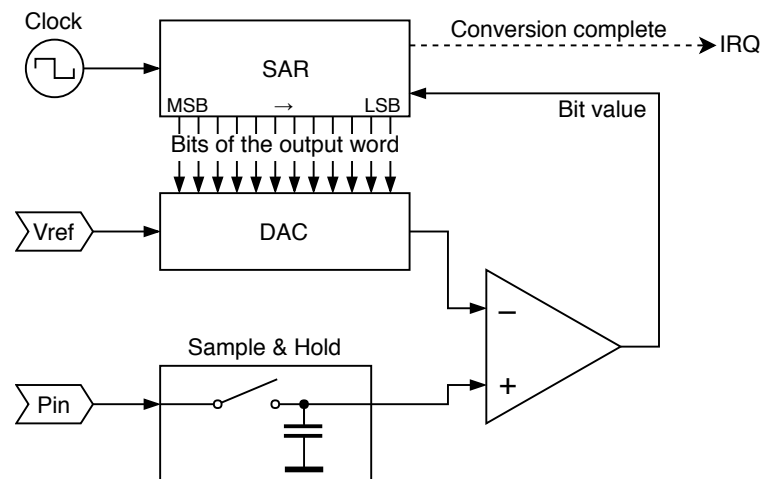 Clock
Conversion complete
IRQ
SAR
MSB → LSB
Bit value
Bits of the output word
Vref
DAC
−
Sample & Hold
Pin
+